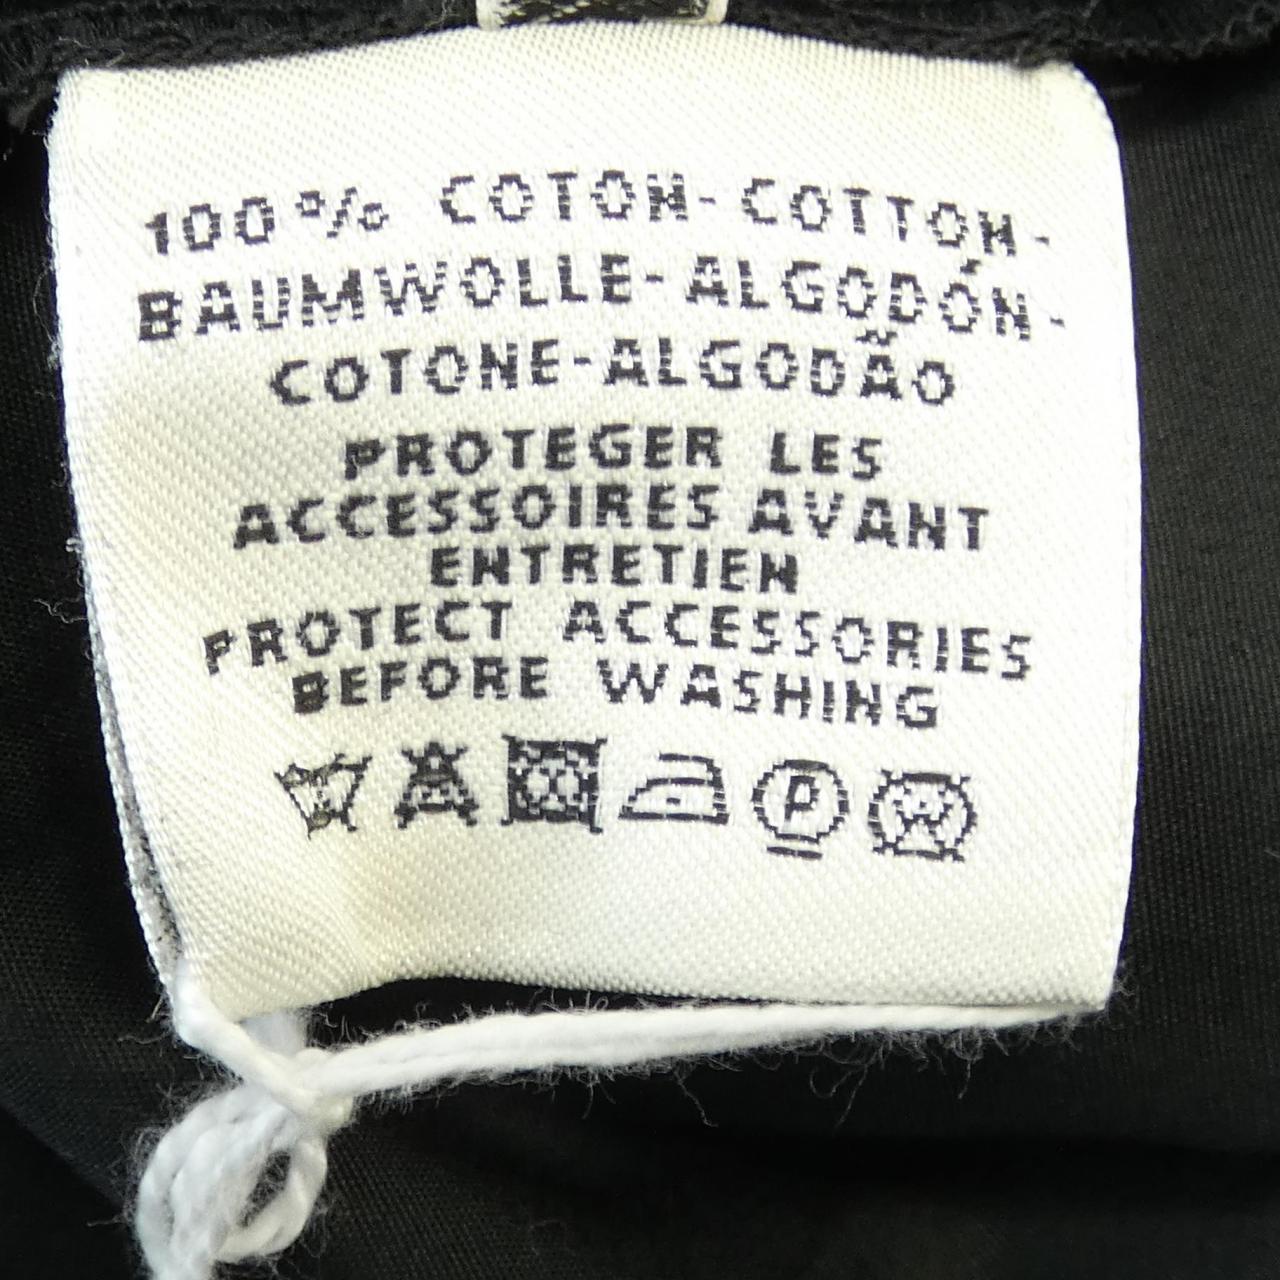 100% COTON-COTTON-
BAUMWOLLE-ALGODÓN-
COTONE-ALGODÃO
PROTEGER LES
ACCESSOIRES AVANT
ENTRETIEN
PROTECT ACCESSORIES
BEFORE WASHING
P W